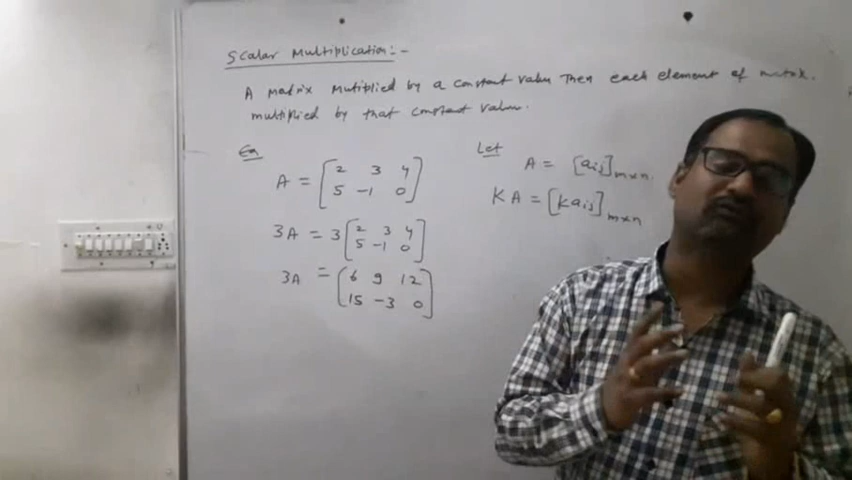 Scalar Multiplication:-
A matrix Mutiplied by a constant value Then each element of matrix.
multiplied by that constant value.
Ex
A = [2 3 4
5 -1 0]
3A = 3 [2 3 4
5 -1 0]
3A = [6 9 12
15 -3 0]
Let
A = [aij]m×n.
KA = [Kaij]m×n